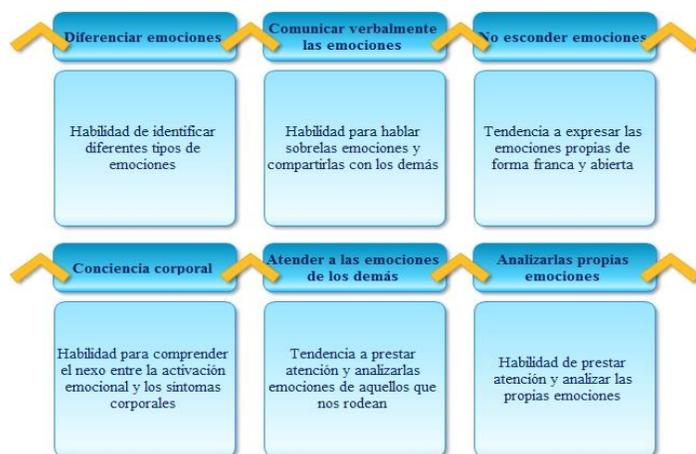 Diferenciar emociones
Comunicar verbalmente
las emociones
No esconder emociones
Habilidad de identificar
diferentes tipos de
emociones
Habilidad para hablar
sobrelas emociones y
compartirlas con los demás
Tendencia a expresar las
emociones propias de
forma franca y abierta
Conciencia corporal
Atender a las emociones
de los demás
Analizarlas propias
emociones
Habilidad para comprender
el nexo entre la activación
emocional y los síntomas
corporales
Tendencia a prestar
atención y analizarlas
emociones de aquellos que
nos rodean
Habilidad de prestar
atención y analizar las
propias emociones